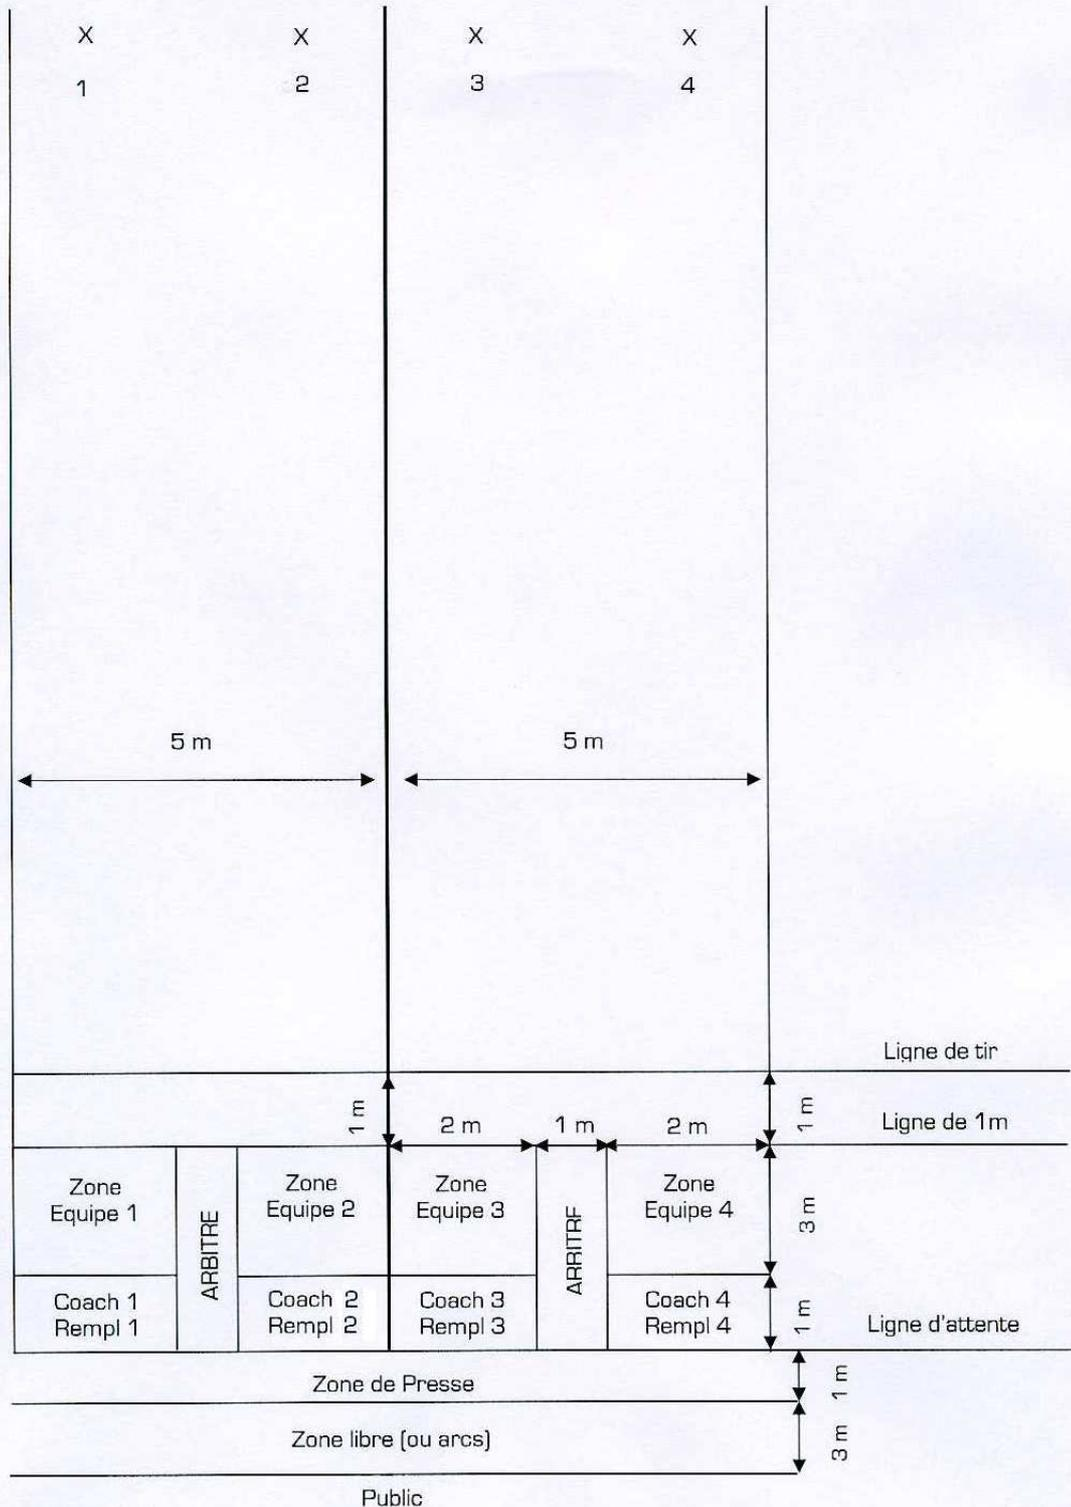 X X X X
1 2 3 4
5 m 5 m
Ligne de tir
1 m 1 m
2 m 1 m 2 m Ligne de 1m
Zone Zone Zone Zone
Equipe 1 Equipe 2 Equipe 3 Equipe 4
3 m
ARBITRE ARRITRF
Coach 1 Coach 2 Coach 3 Coach 4
Rempl 1 Rempl 2 Rempl 3 Rempl 4
1 m
Ligne d'attente
Zone de Presse
1 m
Zone libre (ou arcs)
3 m
Public